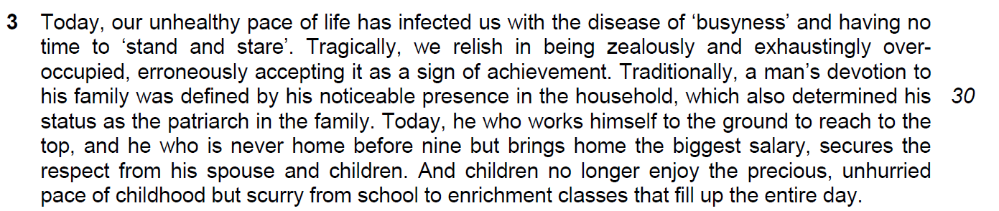 3 Today, our unhealthy pace of life has infected us with the disease of ‘busyness’ and having no
time to ‘stand and stare’. Tragically, we relish in being zealously and exhaustingly over-
occupied, erroneously accepting it as a sign of achievement. Traditionally, a man’s devotion to
his family was defined by his noticeable presence in the household, which also determined his 30
status as the patriarch in the family. Today, he who works himself to the ground to reach to the
top, and he who is never home before nine but brings home the biggest salary, secures the
respect from his spouse and children. And children no longer enjoy the precious, unhurried
pace of childhood but scurry from school to enrichment classes that fill up the entire day.